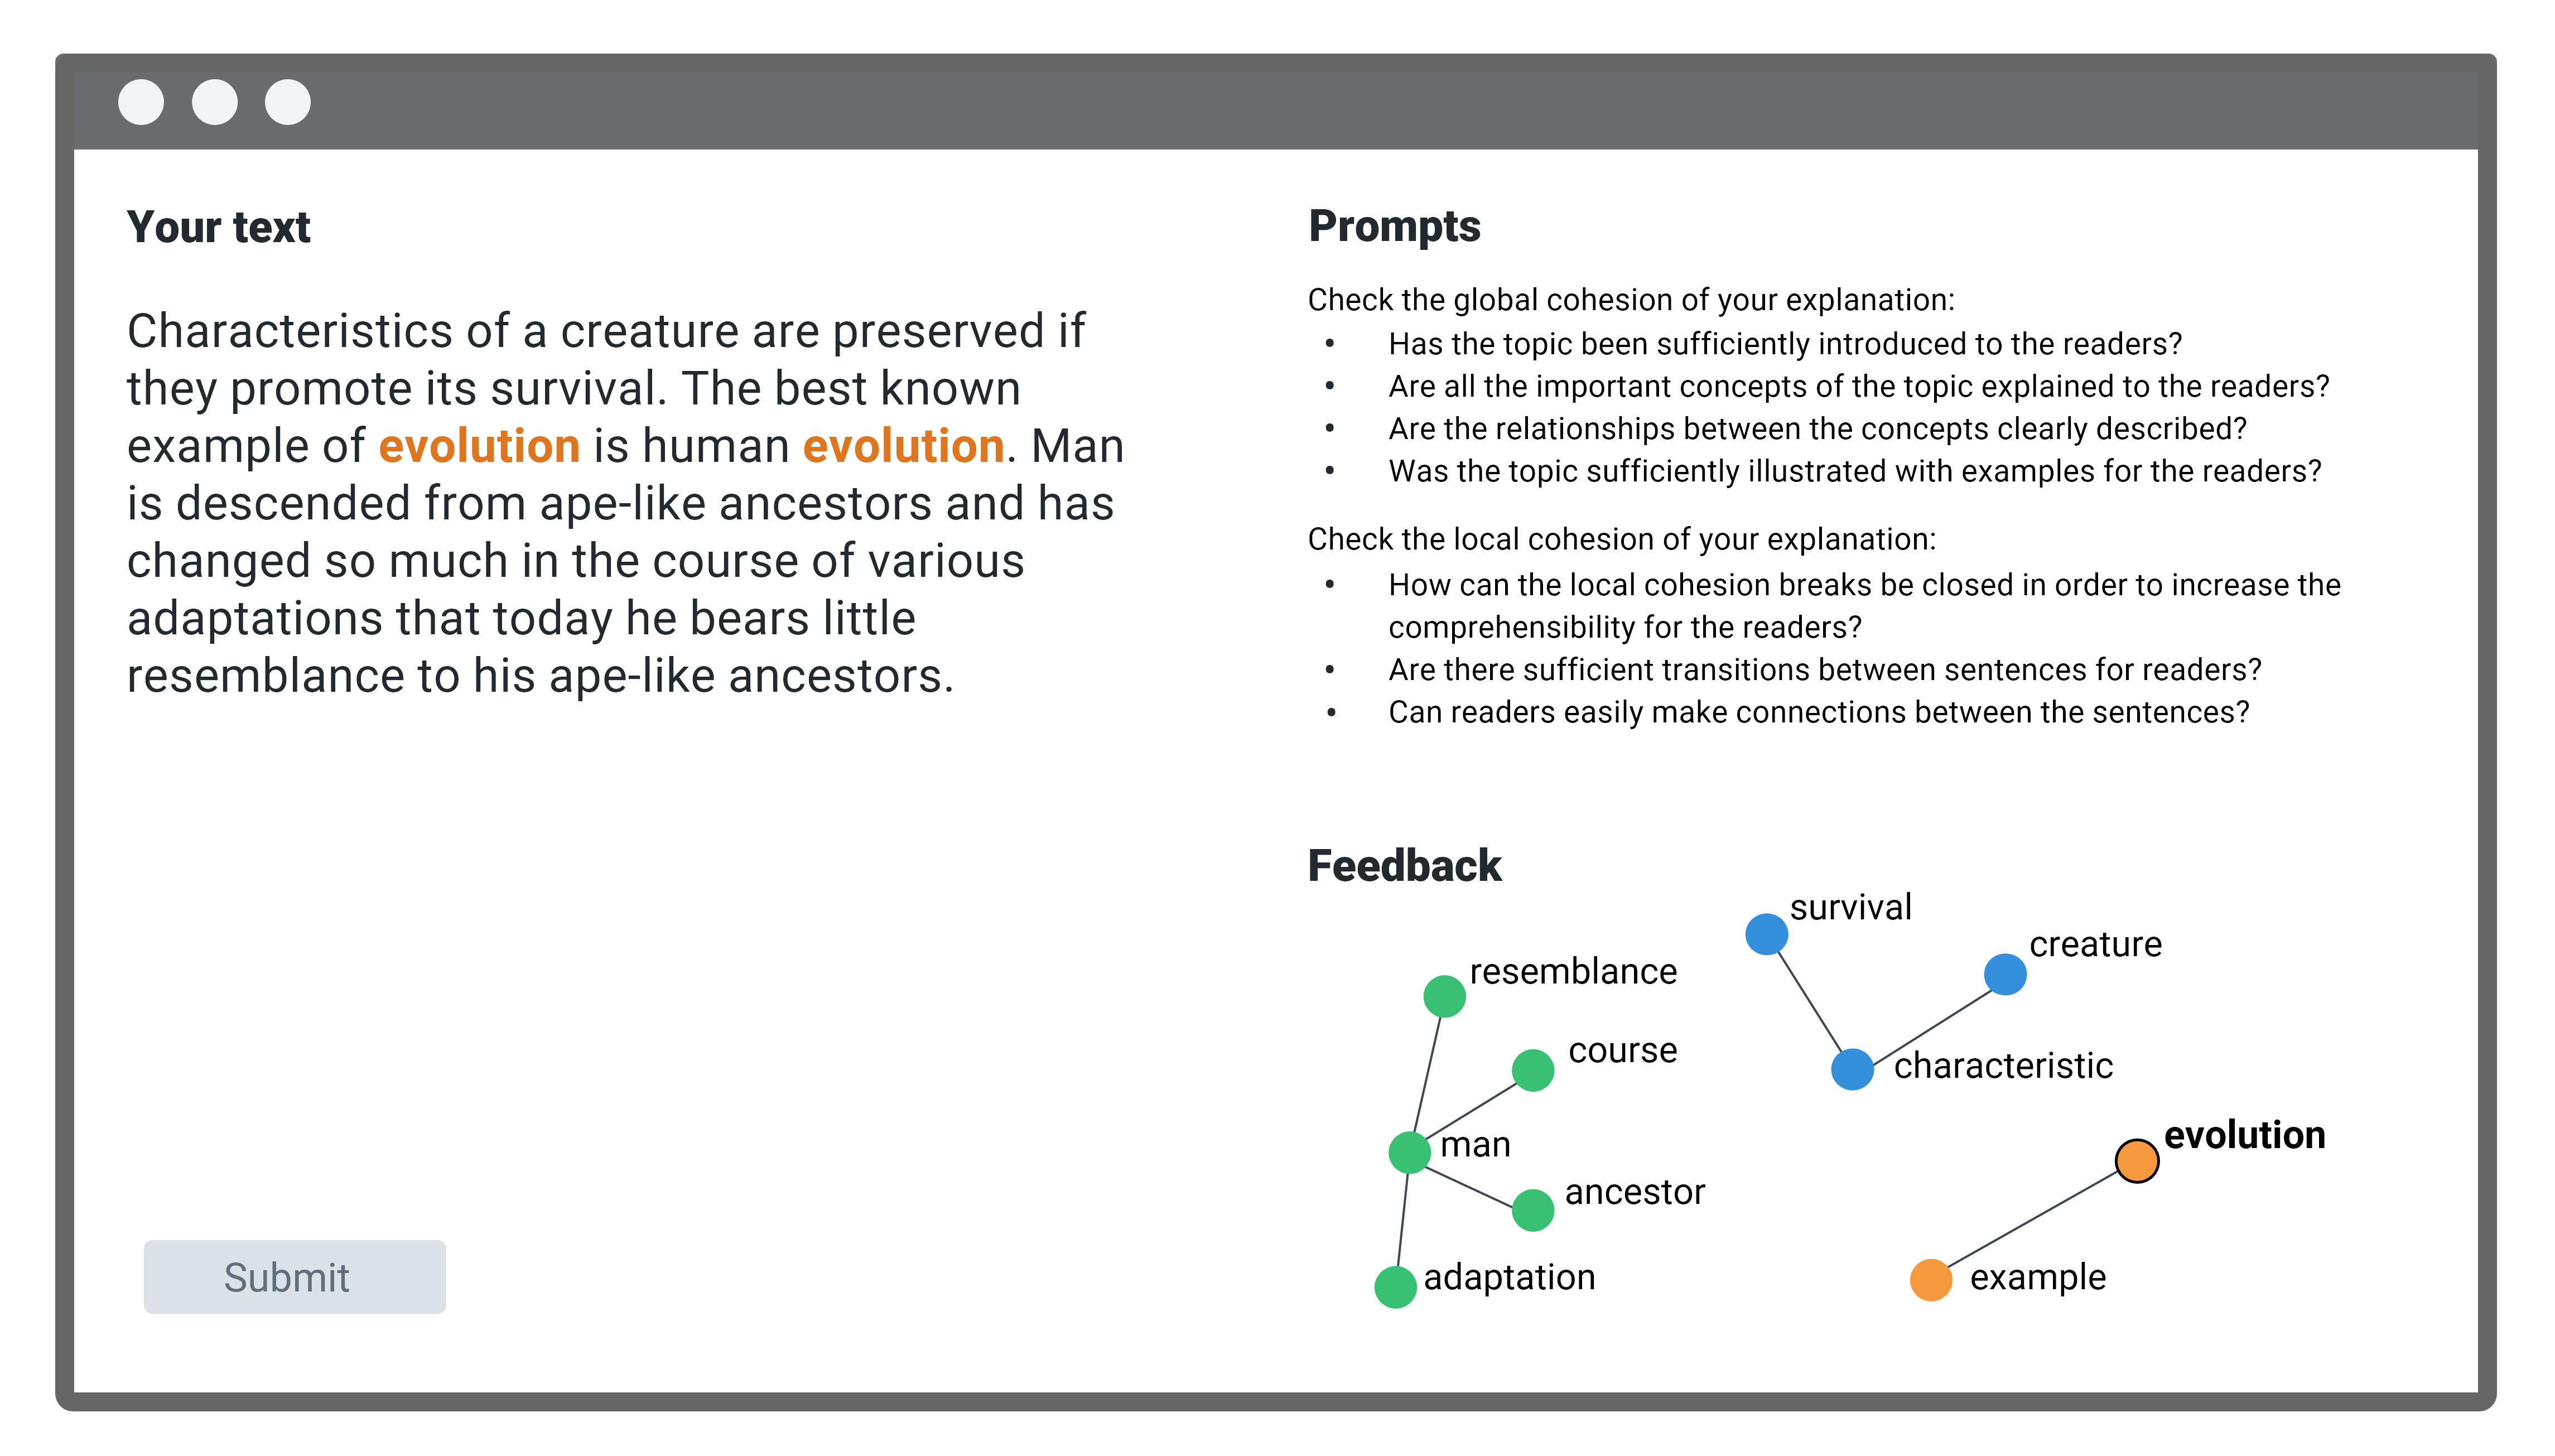 Your text
Characteristics of a creature are preserved if
they promote its survival. The best known
example of evolution is human evolution. Man
is descended from ape-like ancestors and has
changed so much in the course of various
adaptations that today he bears little
resemblance to his ape-like ancestors.
Submit
Prompts
Check the global cohesion of your explanation:
• Has the topic been sufficiently introduced to the readers?
• Are all the important concepts of the topic explained to the readers?
• Are the relationships between the concepts clearly described?
• Was the topic sufficiently illustrated with examples for the readers?
Check the local cohesion of your explanation:
• How can the local cohesion breaks be closed in order to increase the
comprehensibility for the readers?
• Are there sufficient transitions between sentences for readers?
• Can readers easily make connections between the sentences?
Feedback
survival
creature
resemblance
course
characteristic
evolution
man
ancestor
adaptation
example